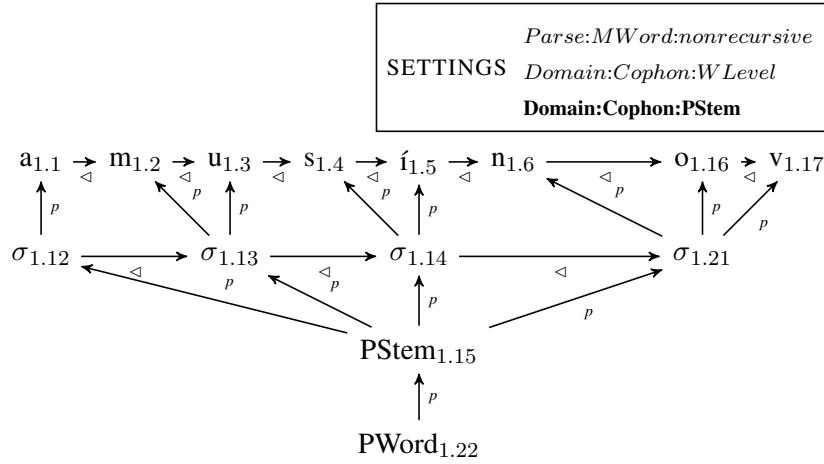 Parse:MWord:nonrecursive
SETTINGS Domain:Cophon:WLevel
Domain:Cophon:PStem
a1.1 ◁ m1.2 ◁ u1.3 ◁ s1.4 ◁ í1.5 ◁ n1.6 ◁ o1.16 ◁ v1.17
p p p p p p p p
σ1.12 ◁ σ1.13 ◁ σ1.14 ◁ σ1.21
p p p p
PStem1.15
p
PWord1.22